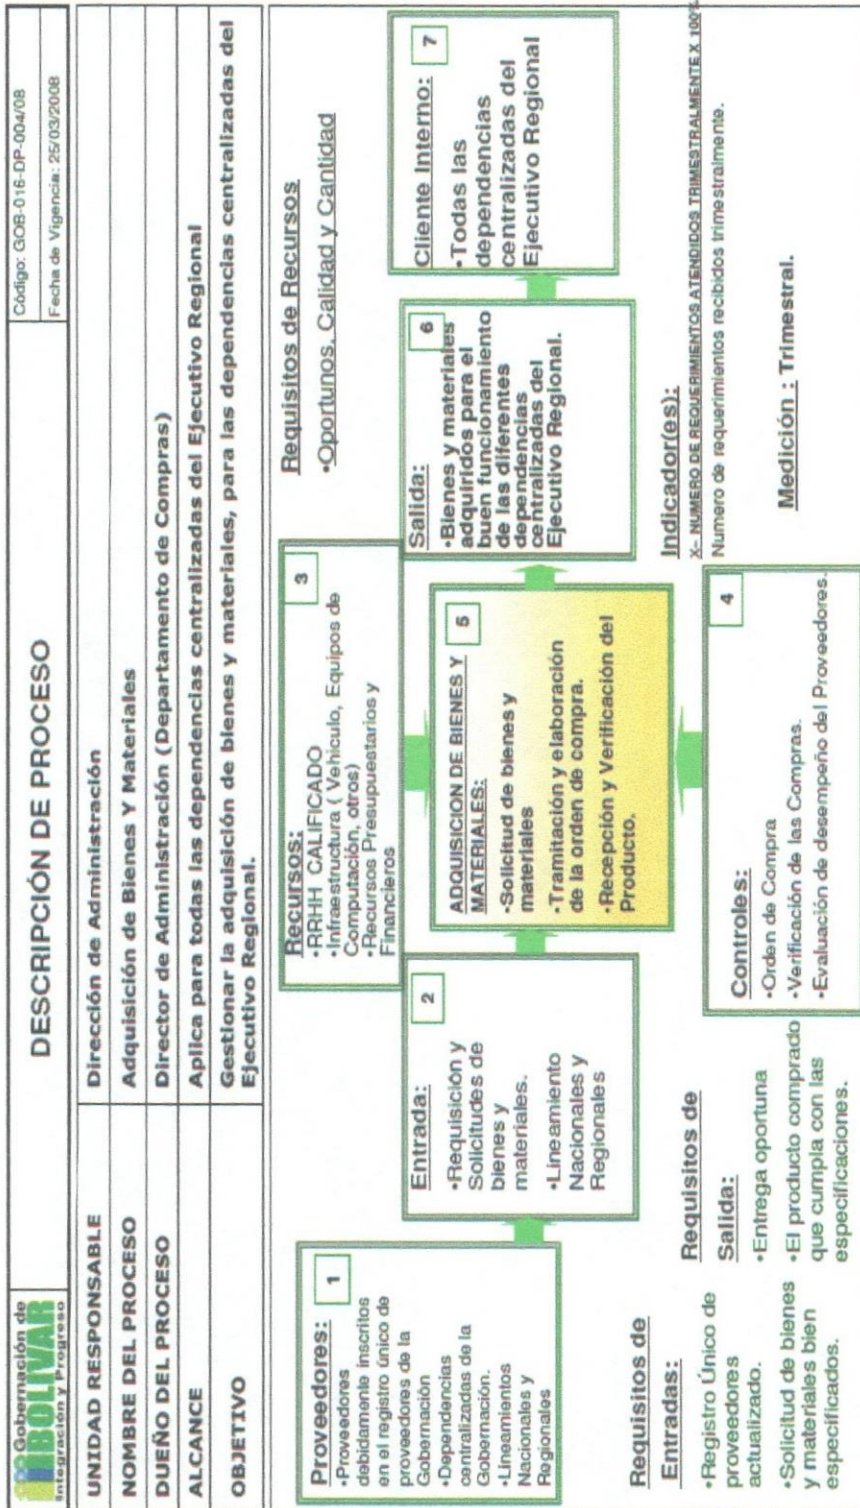 Gobernación de
BOLIVAR
Integración y Progreso
DESCRIPCIÓN DE PROCESO
Código: GOB-016-DP-004/08
Fecha de Vigencia: 25/03/2008
UNIDAD RESPONSABLE
Dirección de Administración
NOMBRE DEL PROCESO
Adquisición de Bienes Y Materiales
DUEÑO DEL PROCESO
Director de Administración (Departamento de Compras)
ALCANCE
Aplica para todas las dependencias centralizadas del Ejecutivo Regional
OBJETIVO
Gestionar la adquisición de bienes y materiales, para las dependencias centralizadas del
Ejecutivo Regional.
Proveedores:
1
•Proveedores
debidamente inscritos
en el registro único de
proveedores de la
Gobernación
•Dependencias
centralizadas de la
Gobernación.
•Lineamientos
Nacionales y
Regionales
Entrada:
2
•Requisición y
Solicitudes de
bienes y
materiales.
•Lineamiento
Nacionales y
Regionales
Recursos:
3
•RRHH CALIFICADO
•Infraestructura ( Vehiculo, Equipos de
Computación, otros)
•Recursos Presupuestarios y
Financieros
ADQUISICION DE BIENES Y
MATERIALES:
5
•Solicitud de bienes y
materiales
•Tramitación y elaboración
de la orden de compra.
•Recepción y Verificación del
Producto.
Controles:
4
•Orden de Compra
•Verificación de las Compras.
•Evaluación de desempeño del Proveedores.
Requisitos de Recursos
•Oportunos, Calidad y Cantidad
Salida:
6
•Bienes y materiales
adquiridos para el
buen funcionamiento
de las diferentes
dependencias
centralizadas del
Ejecutivo Regional.
Cliente Interno:
7
•Todas las
dependencias
centralizadas del
Ejecutivo Regional
Requisitos de
Entradas:
•Registro Único de
proveedores
actualizado.
•Solicitud de bienes
y materiales bien
especificados.
Requisitos de
Salida:
•Entrega oportuna
•El producto comprado
que cumpla con las
especificaciones.
Indicador(es):
X= NUMERO DE REQUERIMIENTOS ATENDIDOS TRIMESTRALMENTE X 100%
Numero de requerimientos recibidos trimestralmente.
Medición : Trimestral.